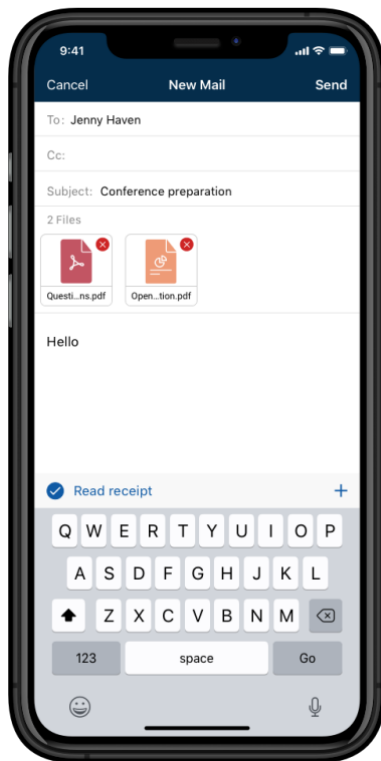 9:41
Cancel New Mail Send
To: Jenny Haven
Cc:
Subject: Conference preparation
2 Files
Questi...ns.pdf Open...tion.pdf
Hello
Read receipt
Q W E R T Y U I O P
A S D F G H J K L
Z X C V B N M
123 space Go